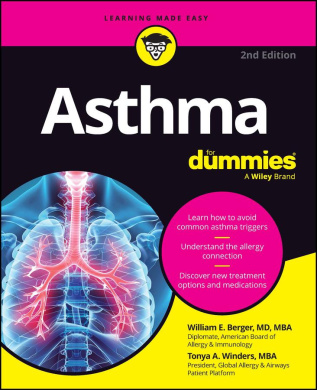 LEARNING MADE EASY
2nd Edition
Asthma
for
dummies®
A Wiley Brand
Learn how to avoid
common asthma triggers
Understand the allergy
connection
Discover new treatment
options and medications
William E. Berger, MD, MBA
Diplomate, American Board of
Allergy & Immunology
Tonya A. Winders, MBA
President, Global Allergy & Airways
Patient Platform